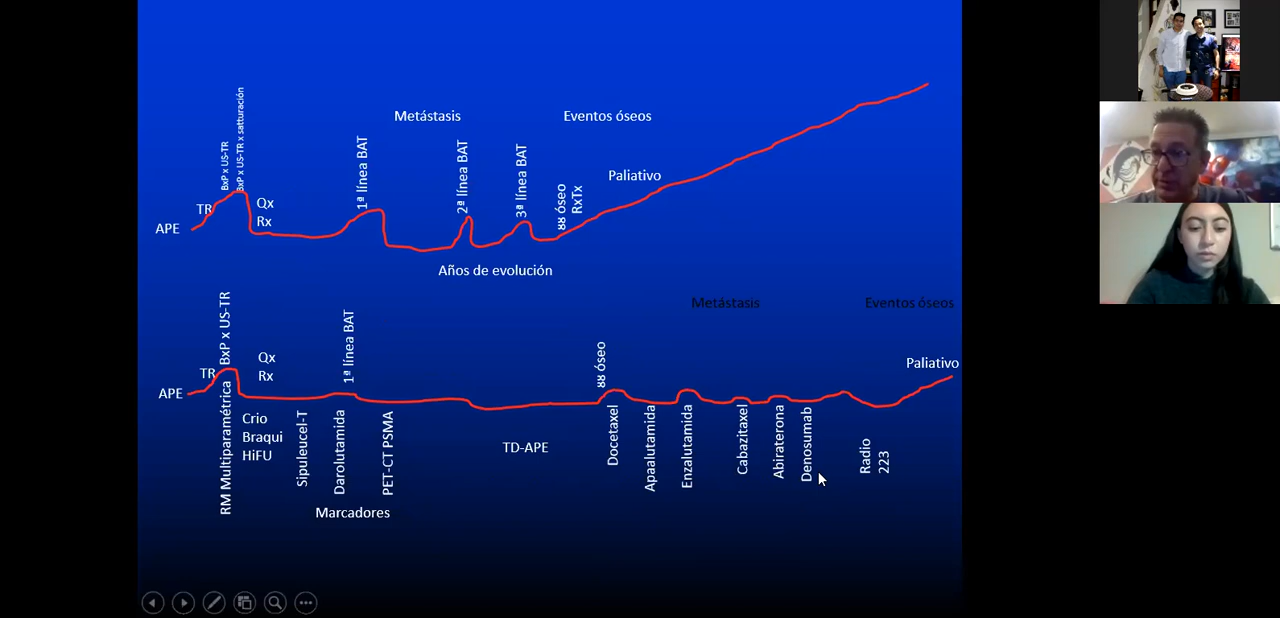 BxP x US-TR
BxP x US-TR x satturación
TR
APE
Qx
Rx
1ª línea BAT
Metástasis
2ª línea BAT
3ª línea BAT
Eventos óseos
88 óseo
RxTx
Paliativo
Años de evolución
Metástasis
Eventos óseos
BxP x US-TR
TR
APE
Qx
Rx
1ª línea BAT
88 óseo
Paliativo
RM Multiparamétrica
Crio
Braqui
HiFU
Sipuleucel-T
Darolutamida
PET-CT PSMA
Marcadores
TD-APE
Docetaxel
Apaalutamida
Enzalutamida
Cabazitaxel
Abiraterona
Denosumab
Radio
223